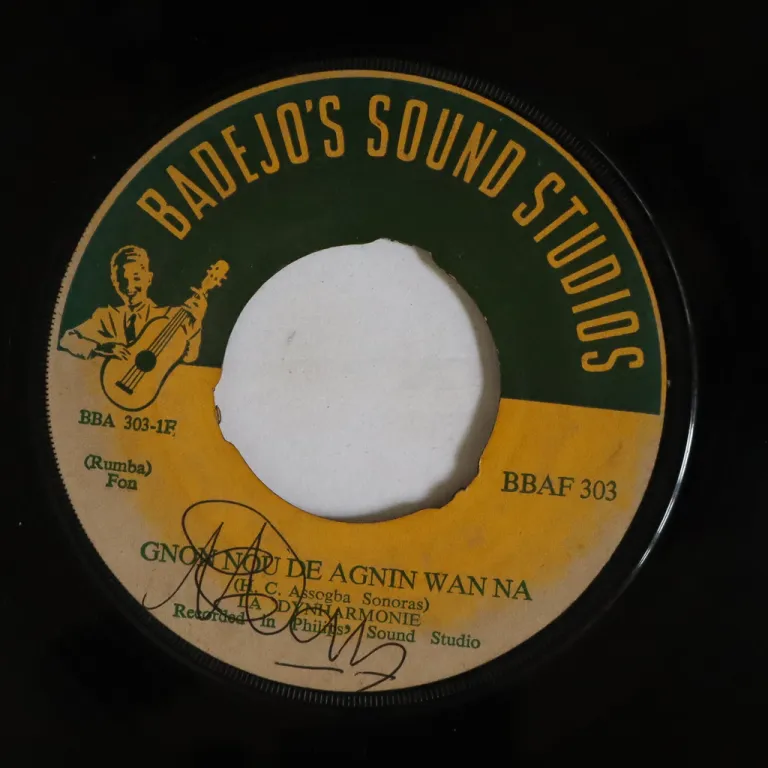 BADEJO'S SOUND STUDIOS
BBA 303-1F
(Rumba)
Fon
BBAF 303
GNON NOU DE AGNIN WAN NA
(H. C. Assogba Sonoras)
LA DYNHARMONIE
Recorded in Philips' Sound Studio